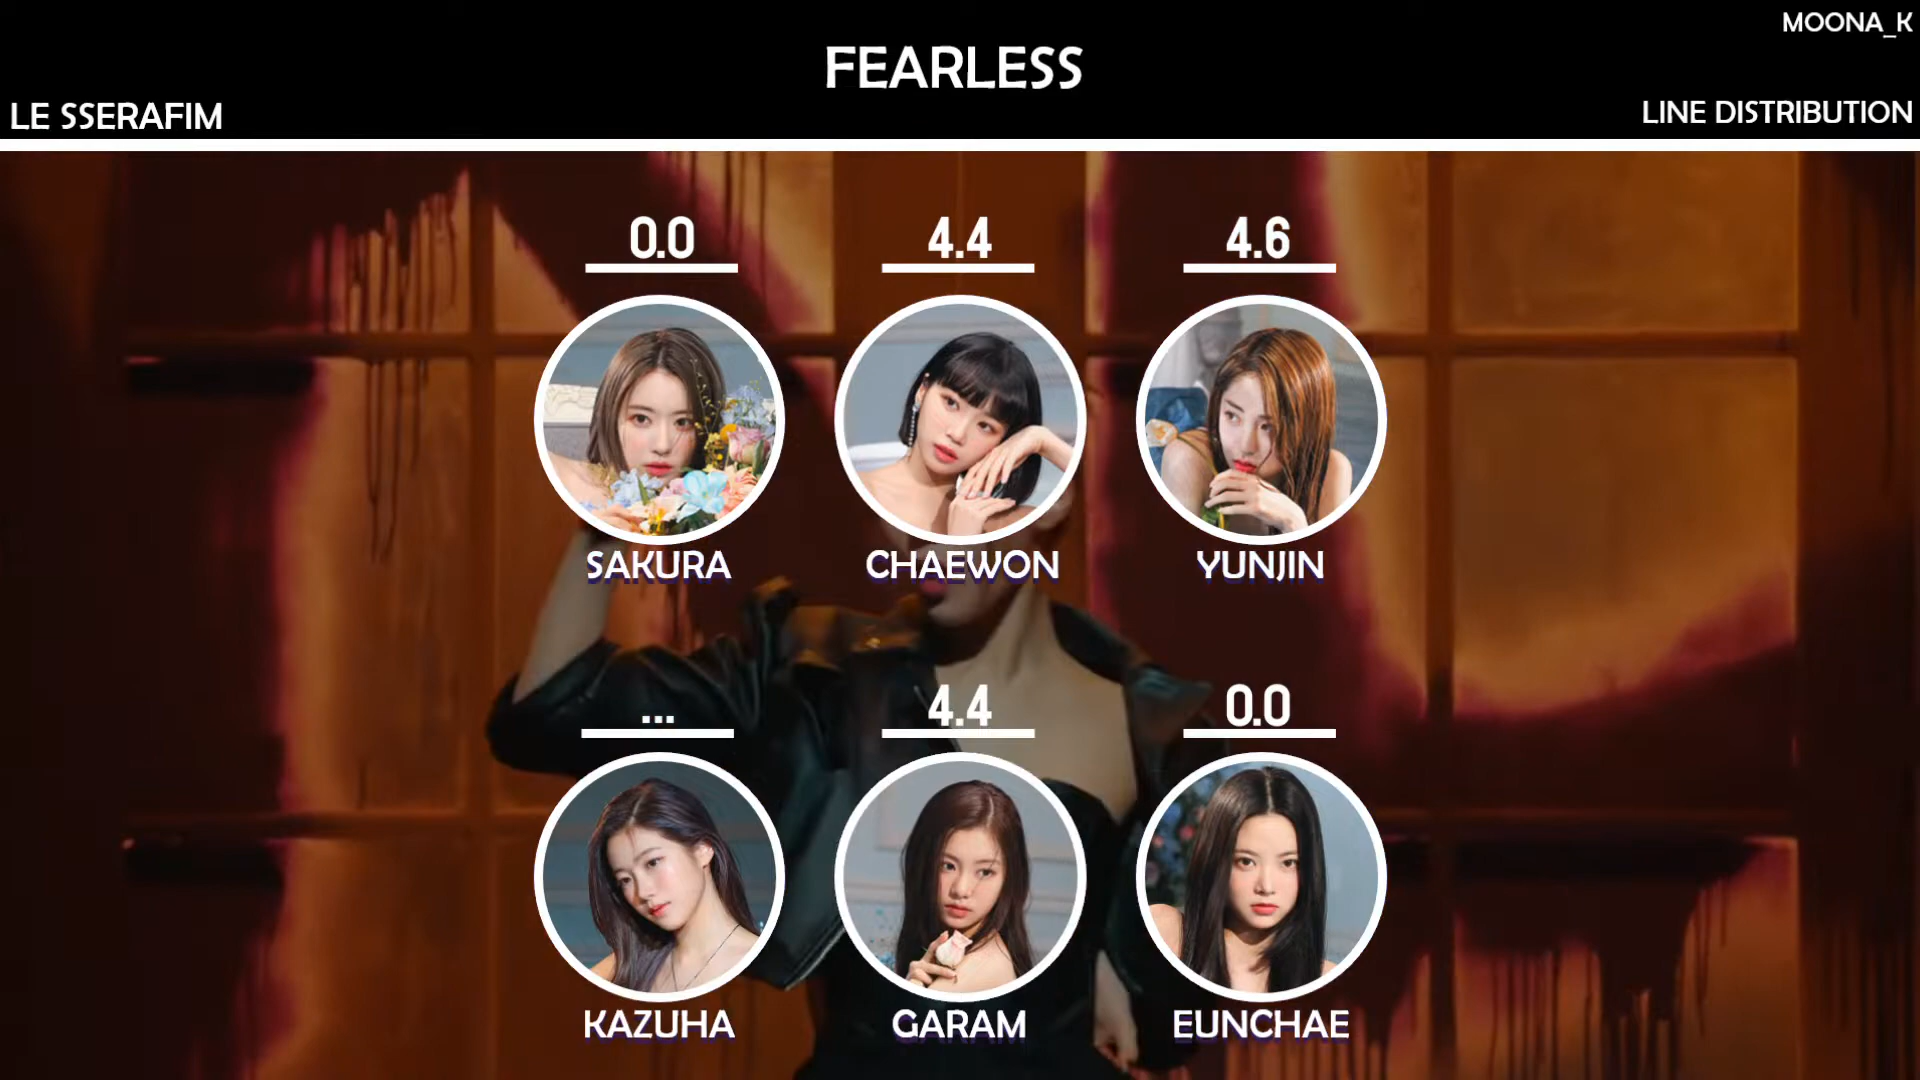 MOONA_K
FEARLESS
LE SSERAFIM
LINE DISTRIBUTION
0.0
4.4
4.6
SAKURA
CHAEWON
YUNJIN
...
4.4
0.0
KAZUHA
GARAM
EUNCHAE